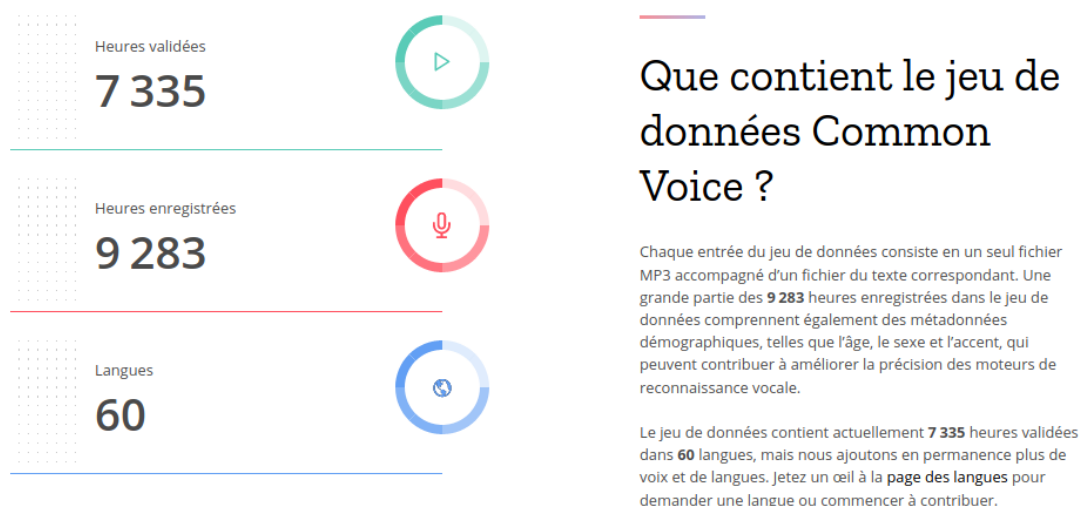 Heures validées
7 335
Heures enregistrées
9 283
Langues
60
Que contient le jeu de
données Common
Voice ?
Chaque entrée du jeu de données consiste en un seul fichier
MP3 accompagné d’un fichier du texte correspondant. Une
grande partie des 9 283 heures enregistrées dans le jeu de
données comprennent également des métadonnées
démographiques, telles que l’âge, le sexe et l’accent, qui
peuvent contribuer à améliorer la précision des moteurs de
reconnaissance vocale.
Le jeu de données contient actuellement 7 335 heures validées
dans 60 langues, mais nous ajoutons en permanence plus de
voix et de langues. Jetez un œil à la page des langues pour
demander une langue ou commencer à contribuer.